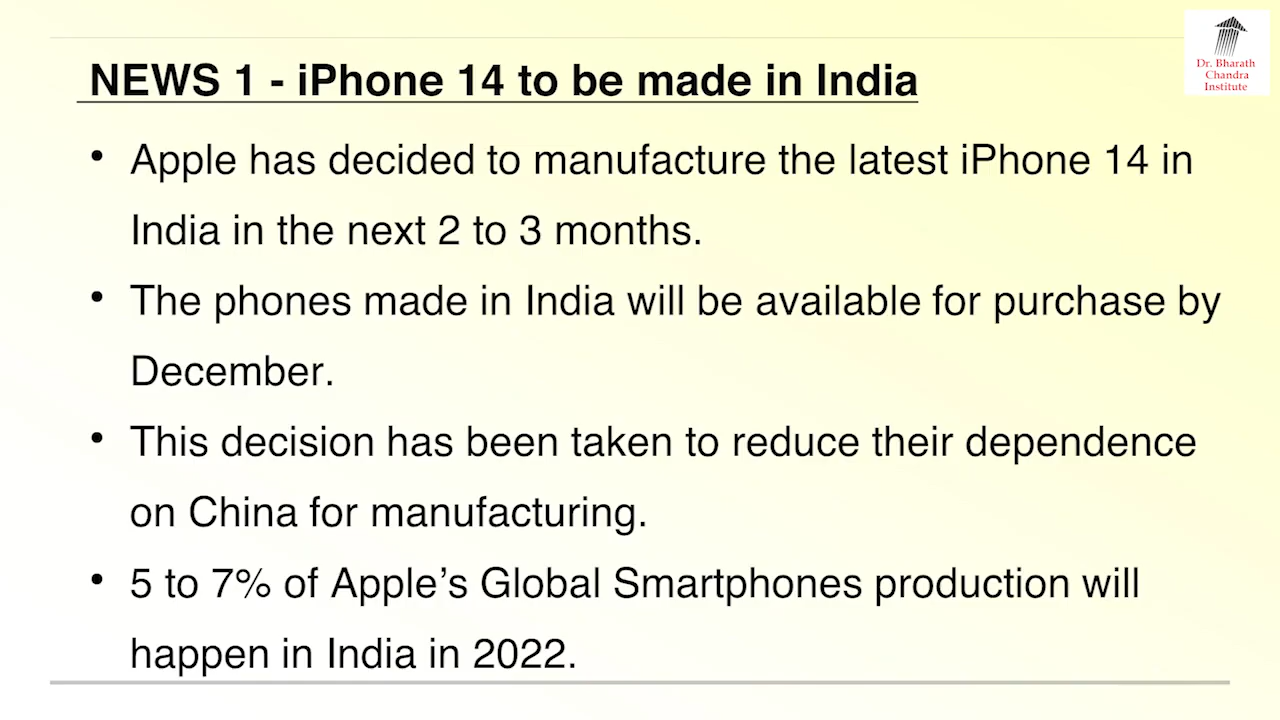 NEWS 1 - iPhone 14 to be made in India
Dr. Bharath
Chandra
Institute
• Apple has decided to manufacture the latest iPhone 14 in
India in the next 2 to 3 months.
• The phones made in India will be available for purchase by
December.
• This decision has been taken to reduce their dependence
on China for manufacturing.
• 5 to 7% of Apple’s Global Smartphones production will
happen in India in 2022.